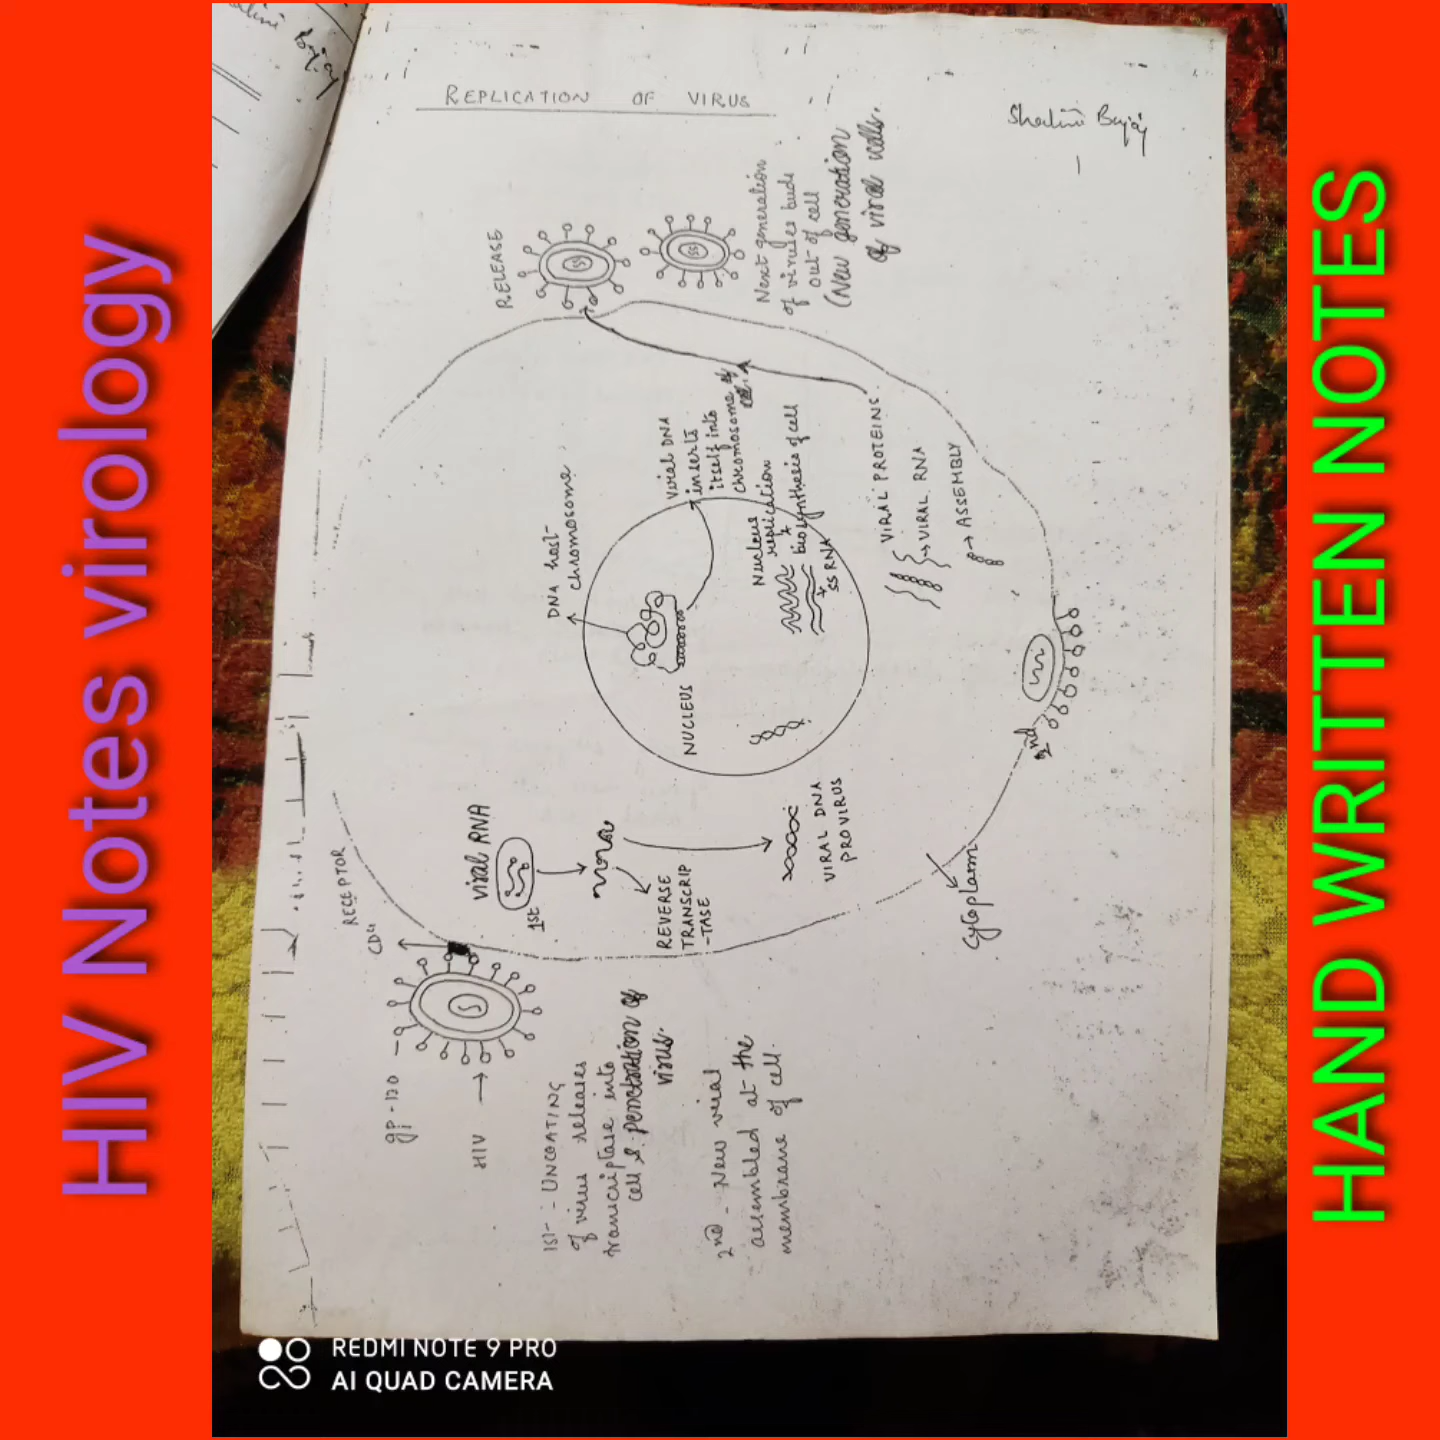 HIV Notes virology
REPLICATION OF VIRUS
Shalini Bajaj
1
RELEASE
Next generation
of viruses buds
out of cell
(New generation
of viral cells.
DNA host
chromosome
Viral DNA
inserts
itself into
chromosome of
cell.
NUCLEUS
Nucleus
replication
+
biosynthesis of cell
SS RNA
VIRAL PROTEINS
→ VIRAL RNA
→ ASSEMBLY
RECEPTOR
CD4
viral RNA
1st
REVERSE
TRANSCRIP
-TASE
VIRAL DNA
PROVIRUS
2nd
Cytoplasm
gp-120 –
HIV →
1st - UNCOATING
of virus releases
transcriptase into
cell & penetration of
virus.
2nd - New viral
assembled at the
membrane of cell.
HAND WRITTEN NOTES
REDMI NOTE 9 PRO
AI QUAD CAMERA